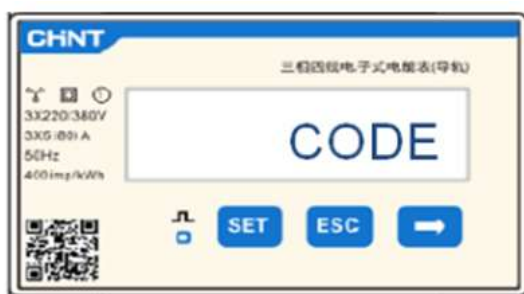 CHNT
三相四线电子式电能表(导轨)
3X220/380V
3X5(80)A
50Hz
400imp/kWh
CODE
SET
ESC